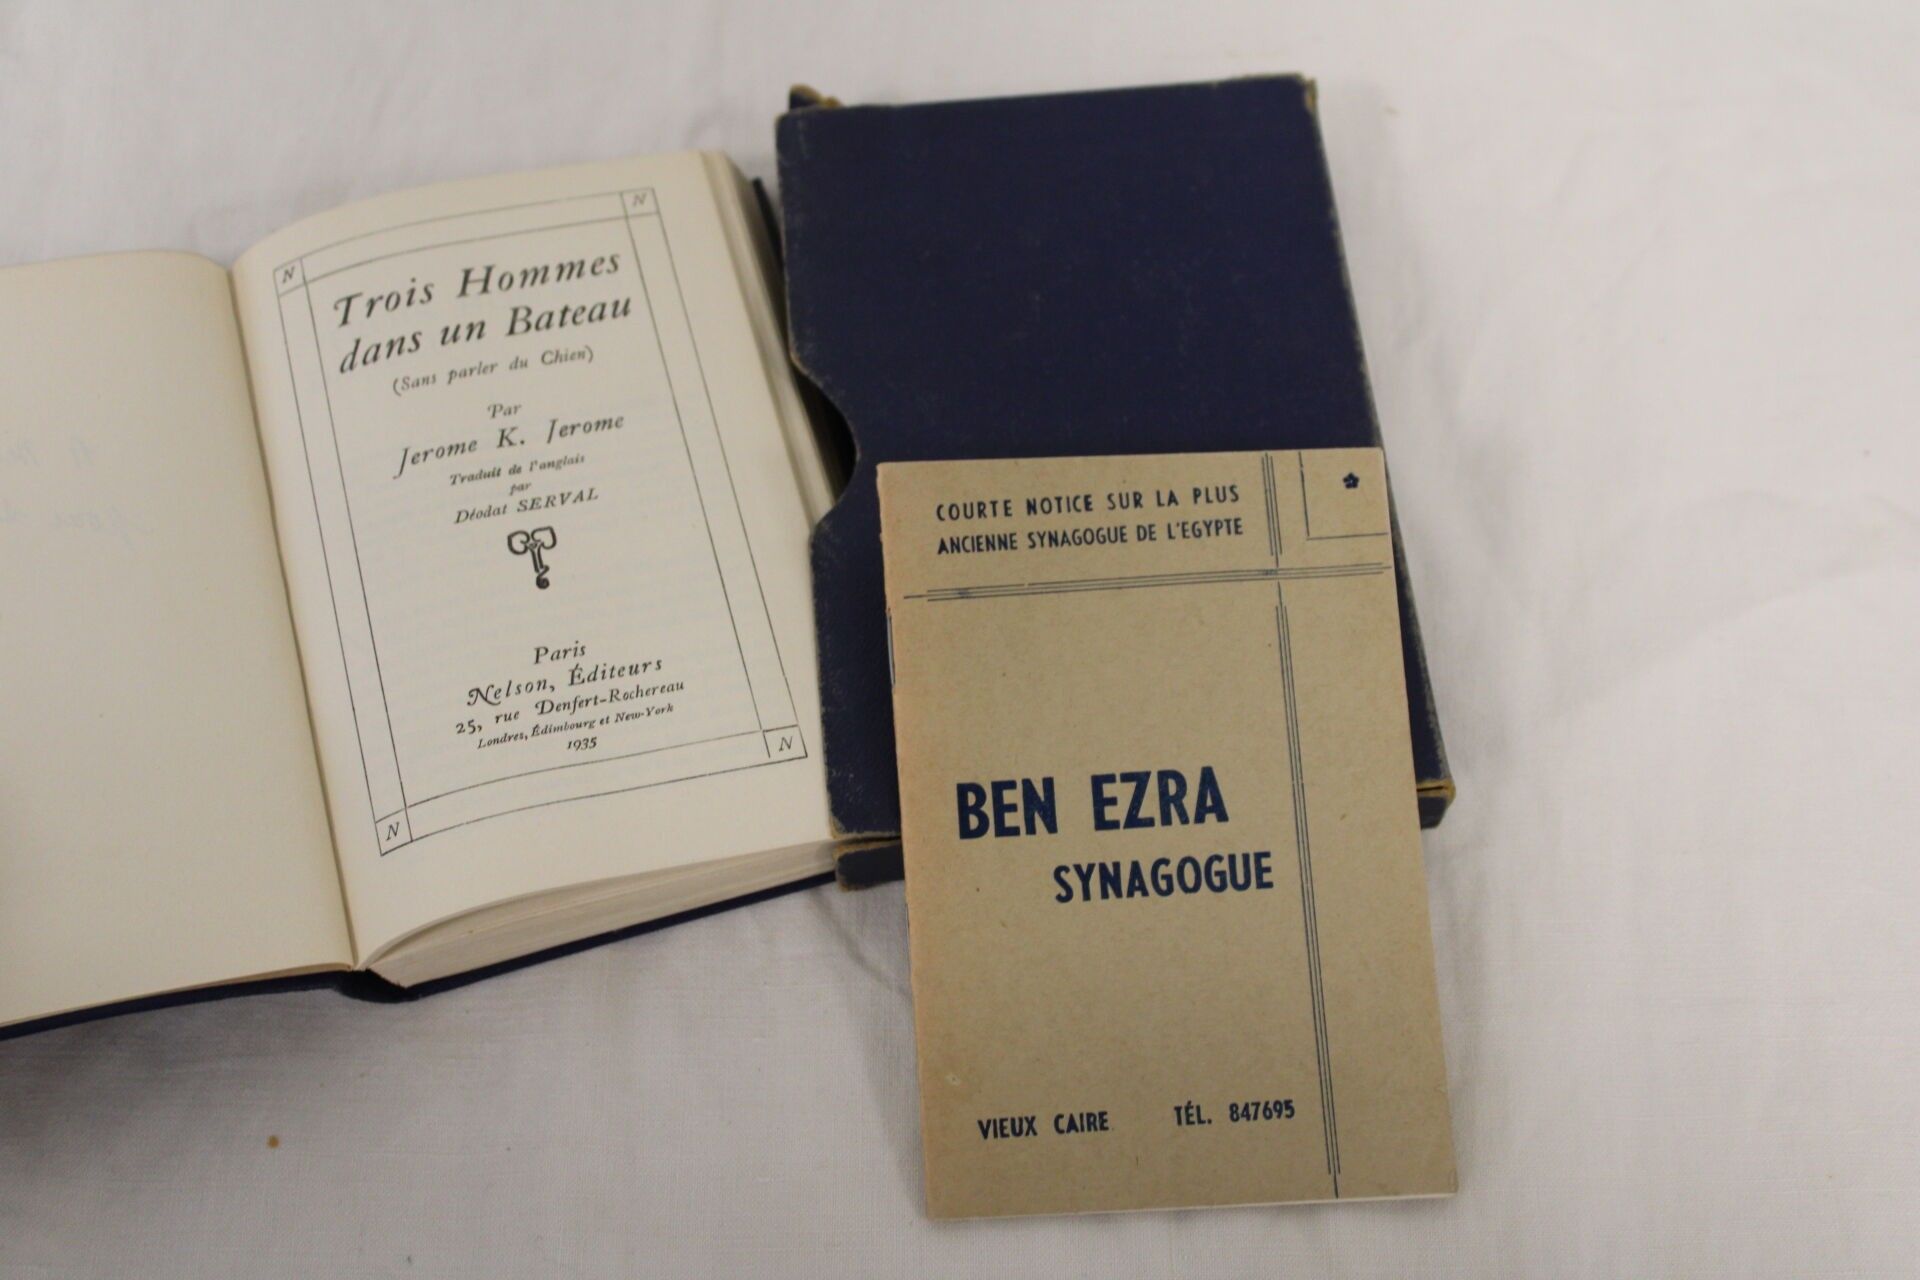 N
N
Trois Hommes
dans un Bateau
(Sans parler du Chien)
Par
Jerome K. Jerome
Traduit de l'anglais
par
Déodat SERVAL
Paris
Nelson, Éditeurs
25, rue Denfert-Rochereau
Londres, Édimbourg et New-York
1935
N
N
COURTE NOTICE SUR LA PLUS
ANCIENNE SYNAGOGUE DE L'EGYPTE
BEN EZRA
SYNAGOGUE
VIEUX CAIRE TÉL. 847695